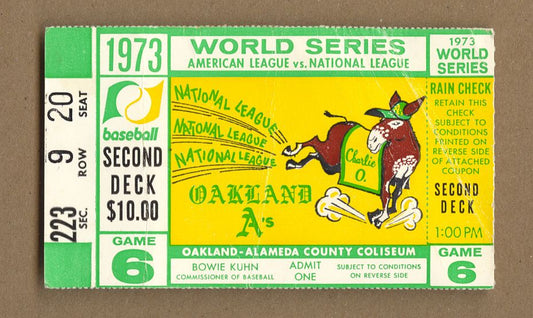 223 SEC. 9 ROW 20 SEAT
1973
baseball
SECOND
DECK
$10.00
GAME
6
WORLD SERIES
AMERICAN LEAGUE vs. NATIONAL LEAGUE
NATIONAL LEAGUE
NATIONAL LEAGUE
NATIONAL LEAGUE
Charlie
O.
OAKLAND
A's
OAKLAND-ALAMEDA COUNTY COLISEUM
BOWIE KUHN
COMMISSIONER OF BASEBALL
ADMIT
ONE
SUBJECT TO CONDITIONS
ON REVERSE SIDE
1973
WORLD
SERIES
RAIN CHECK
RETAIN THIS
CHECK
SUBJECT TO
CONDITIONS
PRINTED ON
REVERSE SIDE
OF ATTACHED
COUPON
SECOND
DECK
1:00 PM
GAME
6